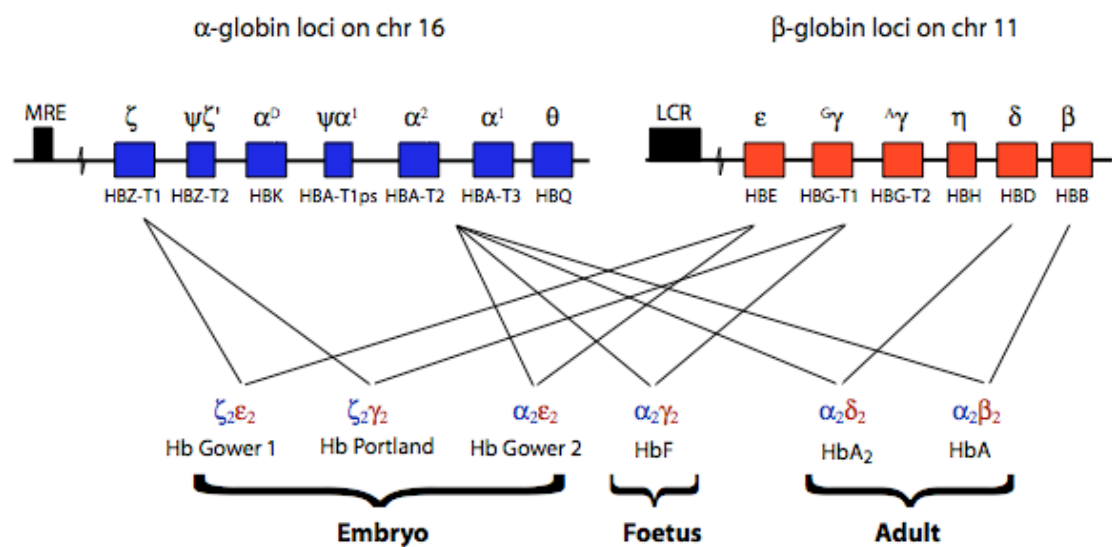 α-globin loci on chr 16 β-globin loci on chr 11
MRE ζ ψζ' αᴰ ψα¹ α² α¹ θ LCR ε ᴳγ ᴬγ η δ β
HBZ-T1 HBZ-T2 HBK HBA-T1ps HBA-T2 HBA-T3 HBQ HBE HBG-T1 HBG-T2 HBH HBD HBB
ζ₂ε₂ ζ₂γ₂ α₂ε₂ α₂γ₂ α₂δ₂ α₂β₂
Hb Gower 1 Hb Portland Hb Gower 2 HbF HbA₂ HbA
Embryo Foetus Adult